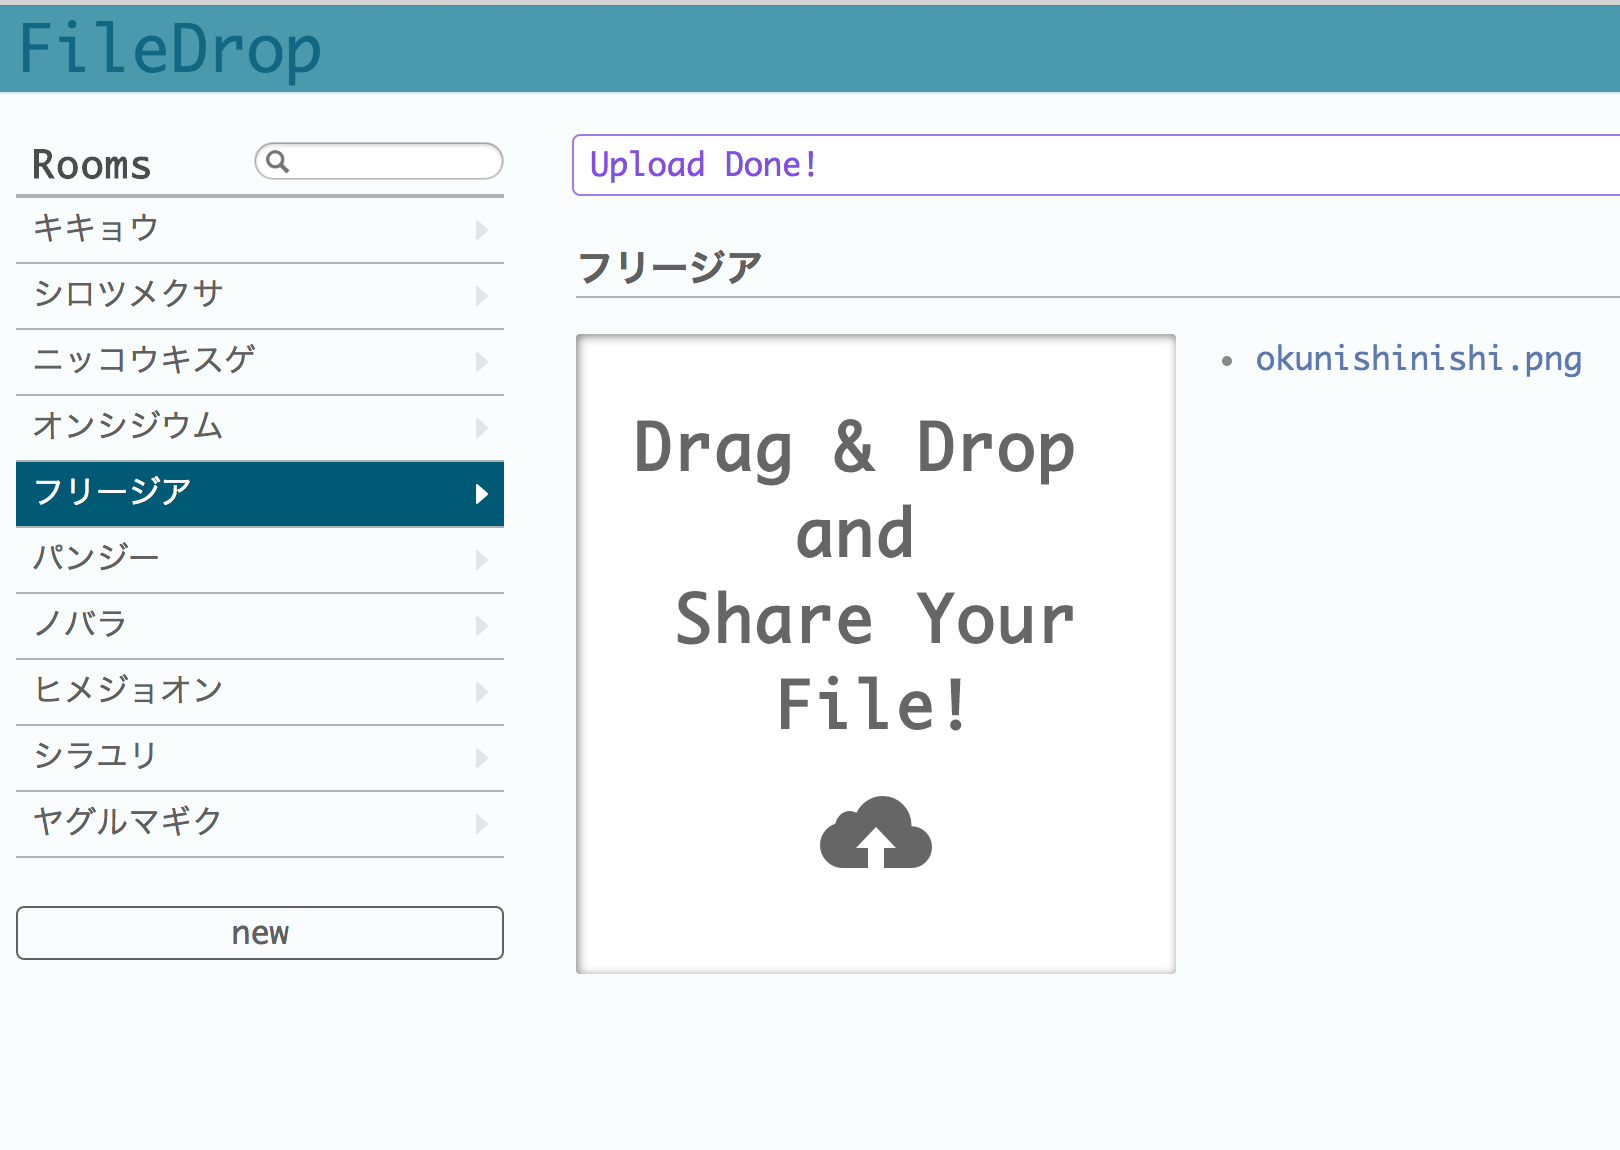 FileDrop
Rooms
キキョウ
シロツメクサ
ニッコウキスゲ
オンシジウム
フリージア
パンジー
ノバラ
ヒメジョオン
シラユリ
ヤグルマギク
new
Upload Done!
フリージア
Drag & Drop
and
Share Your
File!
okunishinishi.png